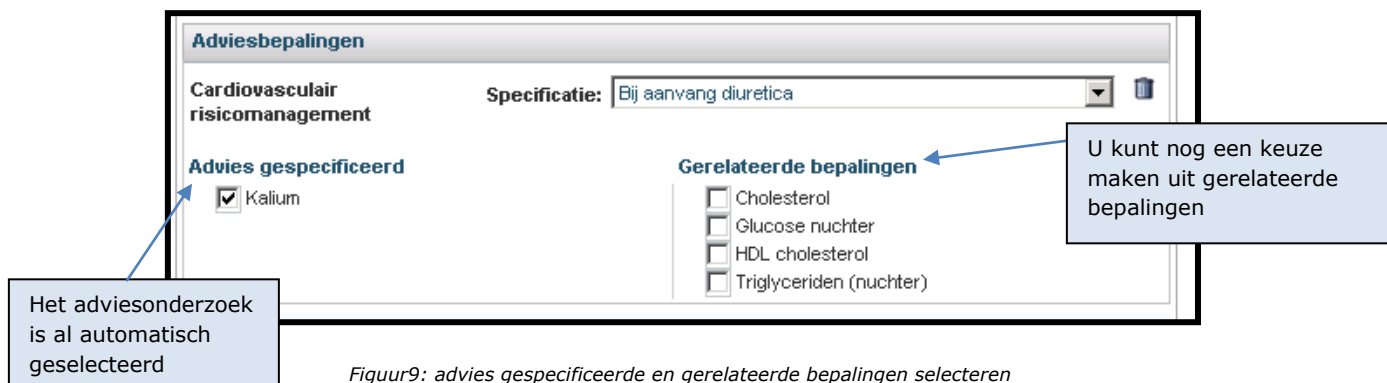 Adviesbepalingen
Cardiovasculair
risicomanagement
Specificatie: Bij aanvang diuretica
Advies gespecificeerd
Kalium
Gerelateerde bepalingen
Cholesterol
Glucose nuchter
HDL cholesterol
Triglyceriden (nuchter)
U kunt nog een keuze
maken uit gerelateerde
bepalingen
Het adviesonderzoek
is al automatisch
geselecteerd
Figuur9: advies gespecificeerde en gerelateerde bepalingen selecteren